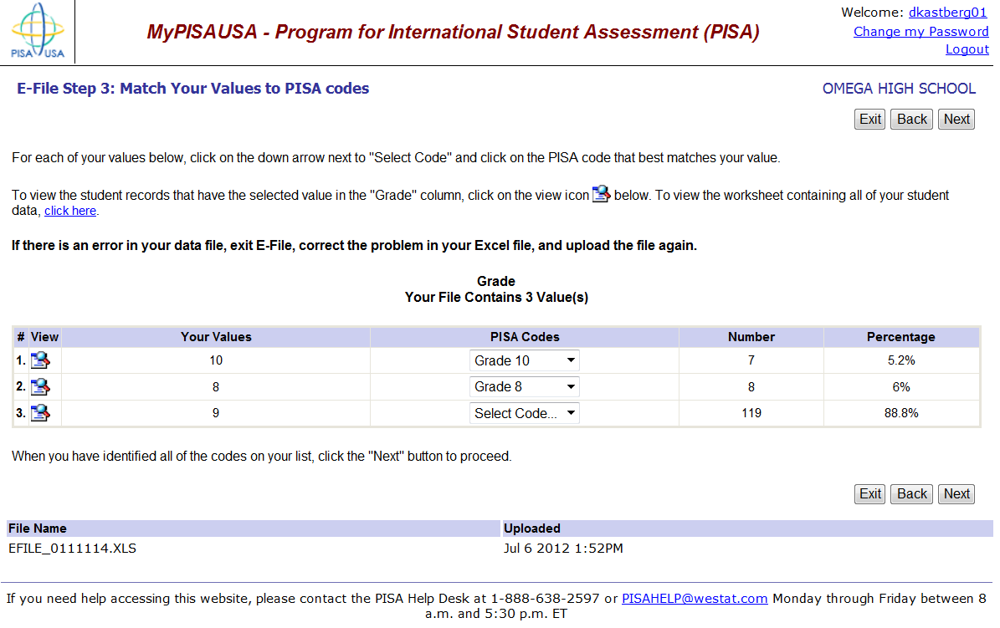 PISA USA
MyPISAUSA - Program for International Student Assessment (PISA)
Welcome: dkastberg01
Change my Password
Logout
E-File Step 3: Match Your Values to PISA codes
OMEGA HIGH SCHOOL
Exit Back Next
For each of your values below, click on the down arrow next to "Select Code" and click on the PISA code that best matches your value.
To view the student records that have the selected value in the "Grade" column, click on the view icon below. To view the worksheet containing all of your student
data, click here.
If there is an error in your data file, exit E-File, correct the problem in your Excel file, and upload the file again.
Grade
Your File Contains 3 Value(s)
# View Your Values PISA Codes Number Percentage
1. 10 Grade 10 7 5.2%
2. 8 Grade 8 8 6%
3. 9 Select Code... 119 88.8%
When you have identified all of the codes on your list, click the "Next" button to proceed.
Exit Back Next
File Name Uploaded
EFILE_0111114.XLS Jul 6 2012 1:52PM
If you need help accessing this website, please contact the PISA Help Desk at 1-888-638-2597 or PISAHELP@westat.com Monday through Friday between 8
a.m. and 5:30 p.m. ET